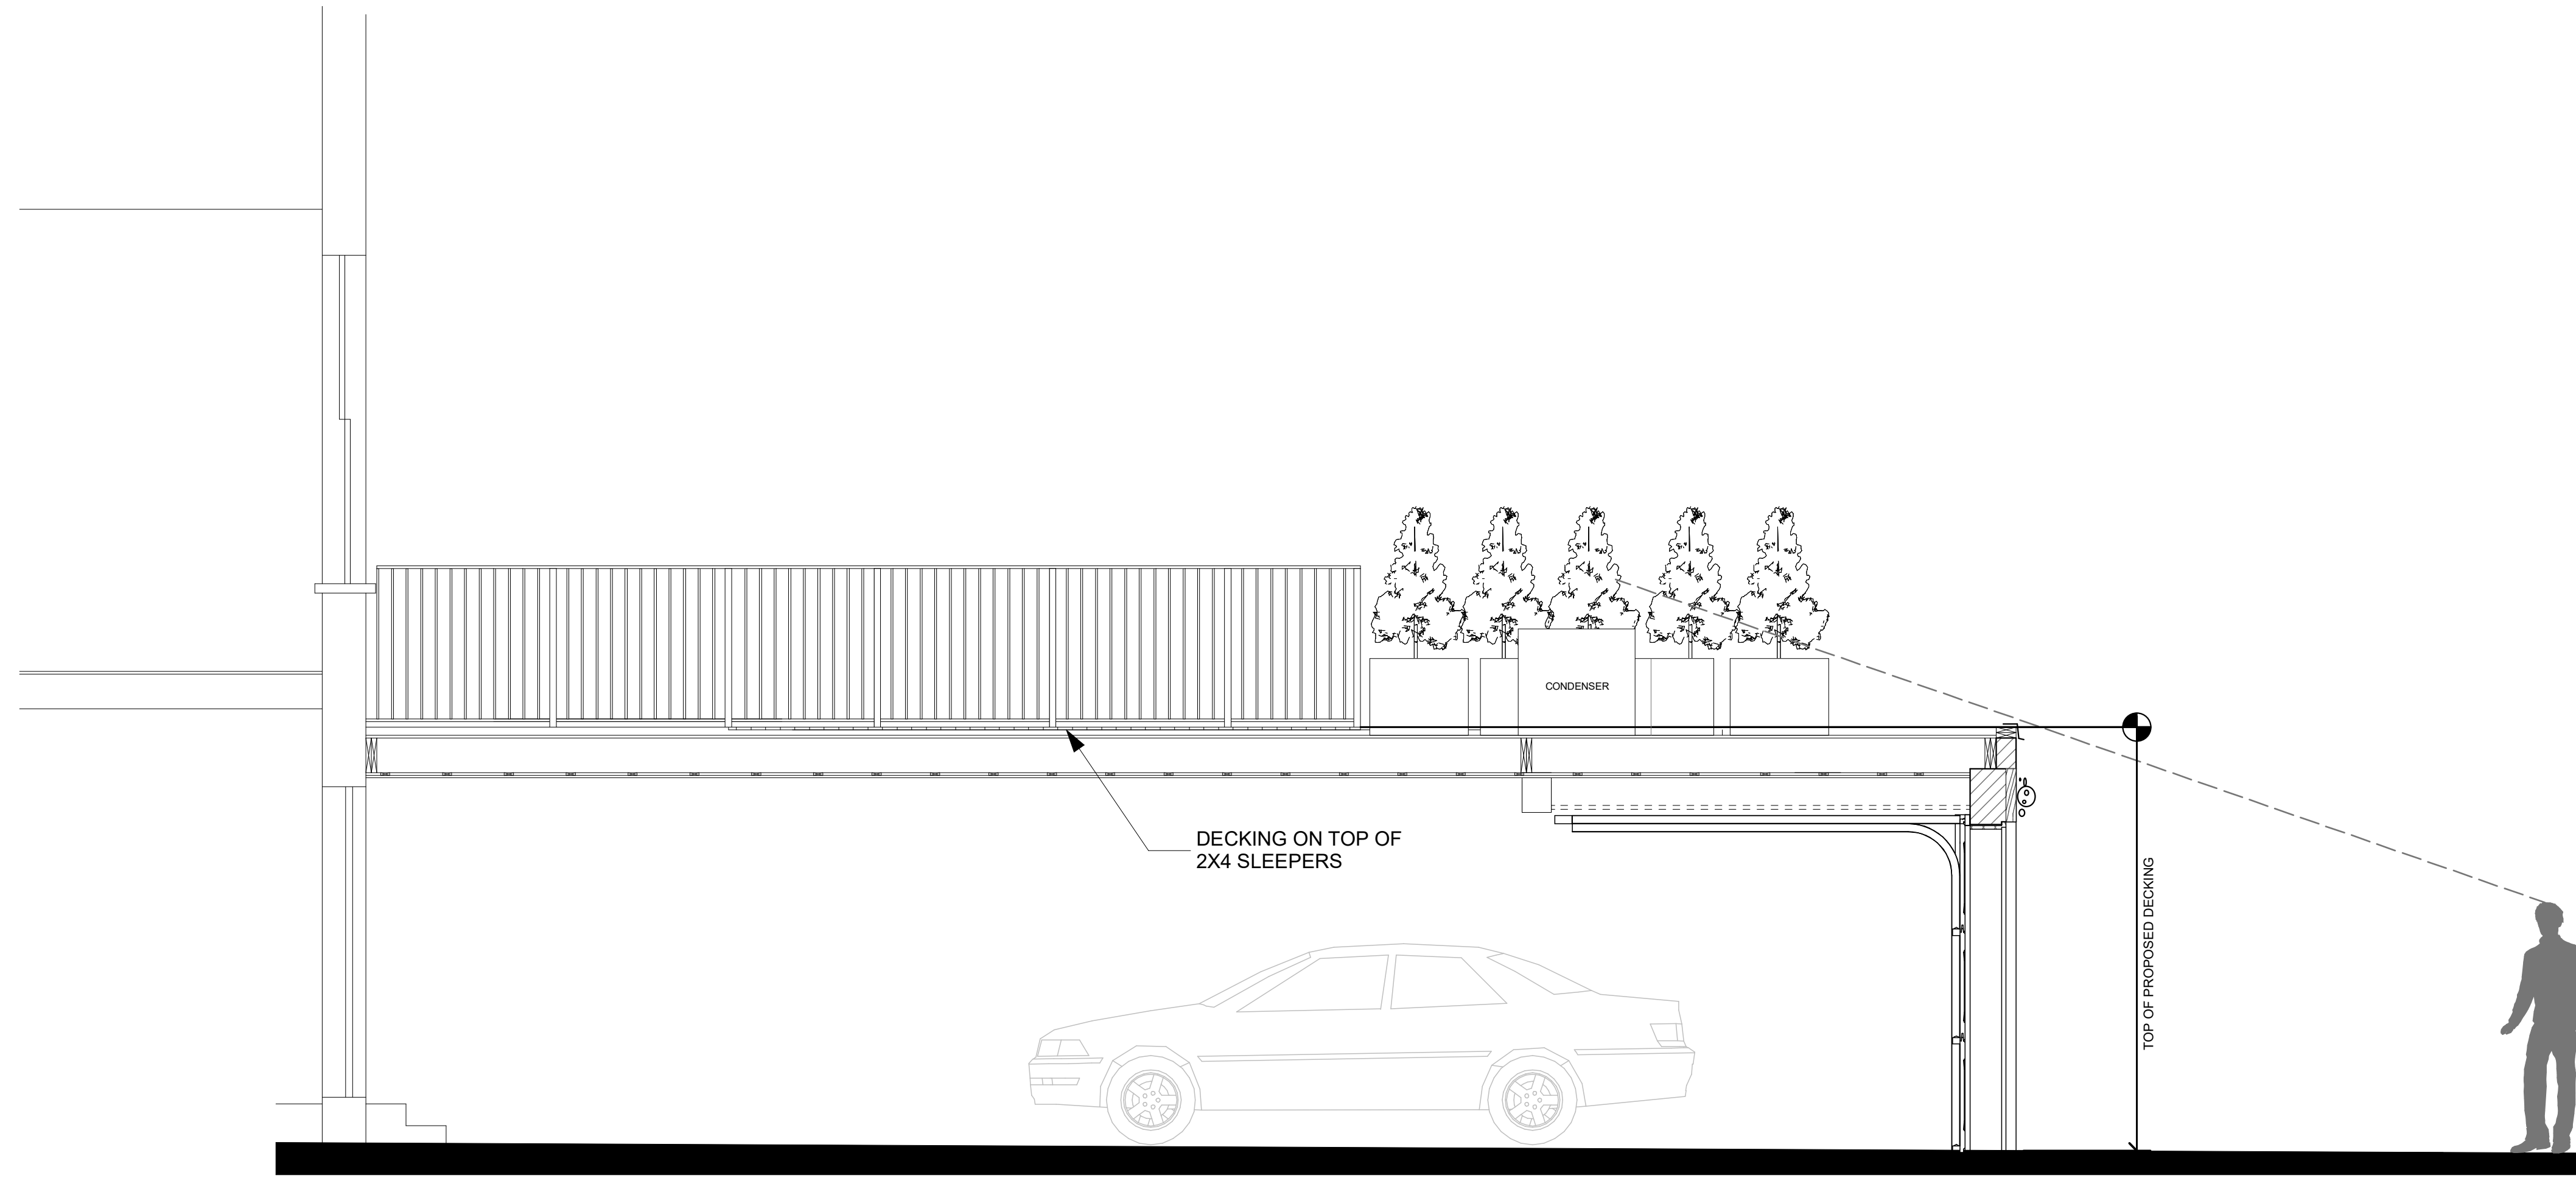 CONDENSER
DECKING ON TOP OF
2X4 SLEEPERS
TOP OF PROPOSED DECKING